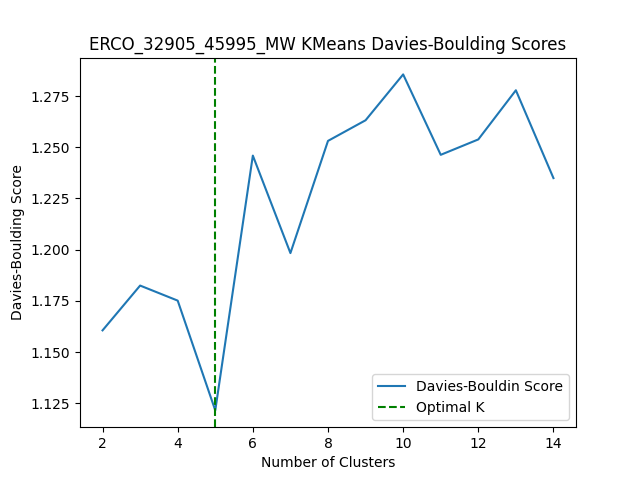 ERCO_32905_45995_MW KMeans Davies-Boulding Scores
Davies-Boulding Score
1.275
1.250
1.225
1.200
1.175
1.150
1.125
Davies-Bouldin Score
Optimal K
2 4 6 8 10 12 14
Number of Clusters